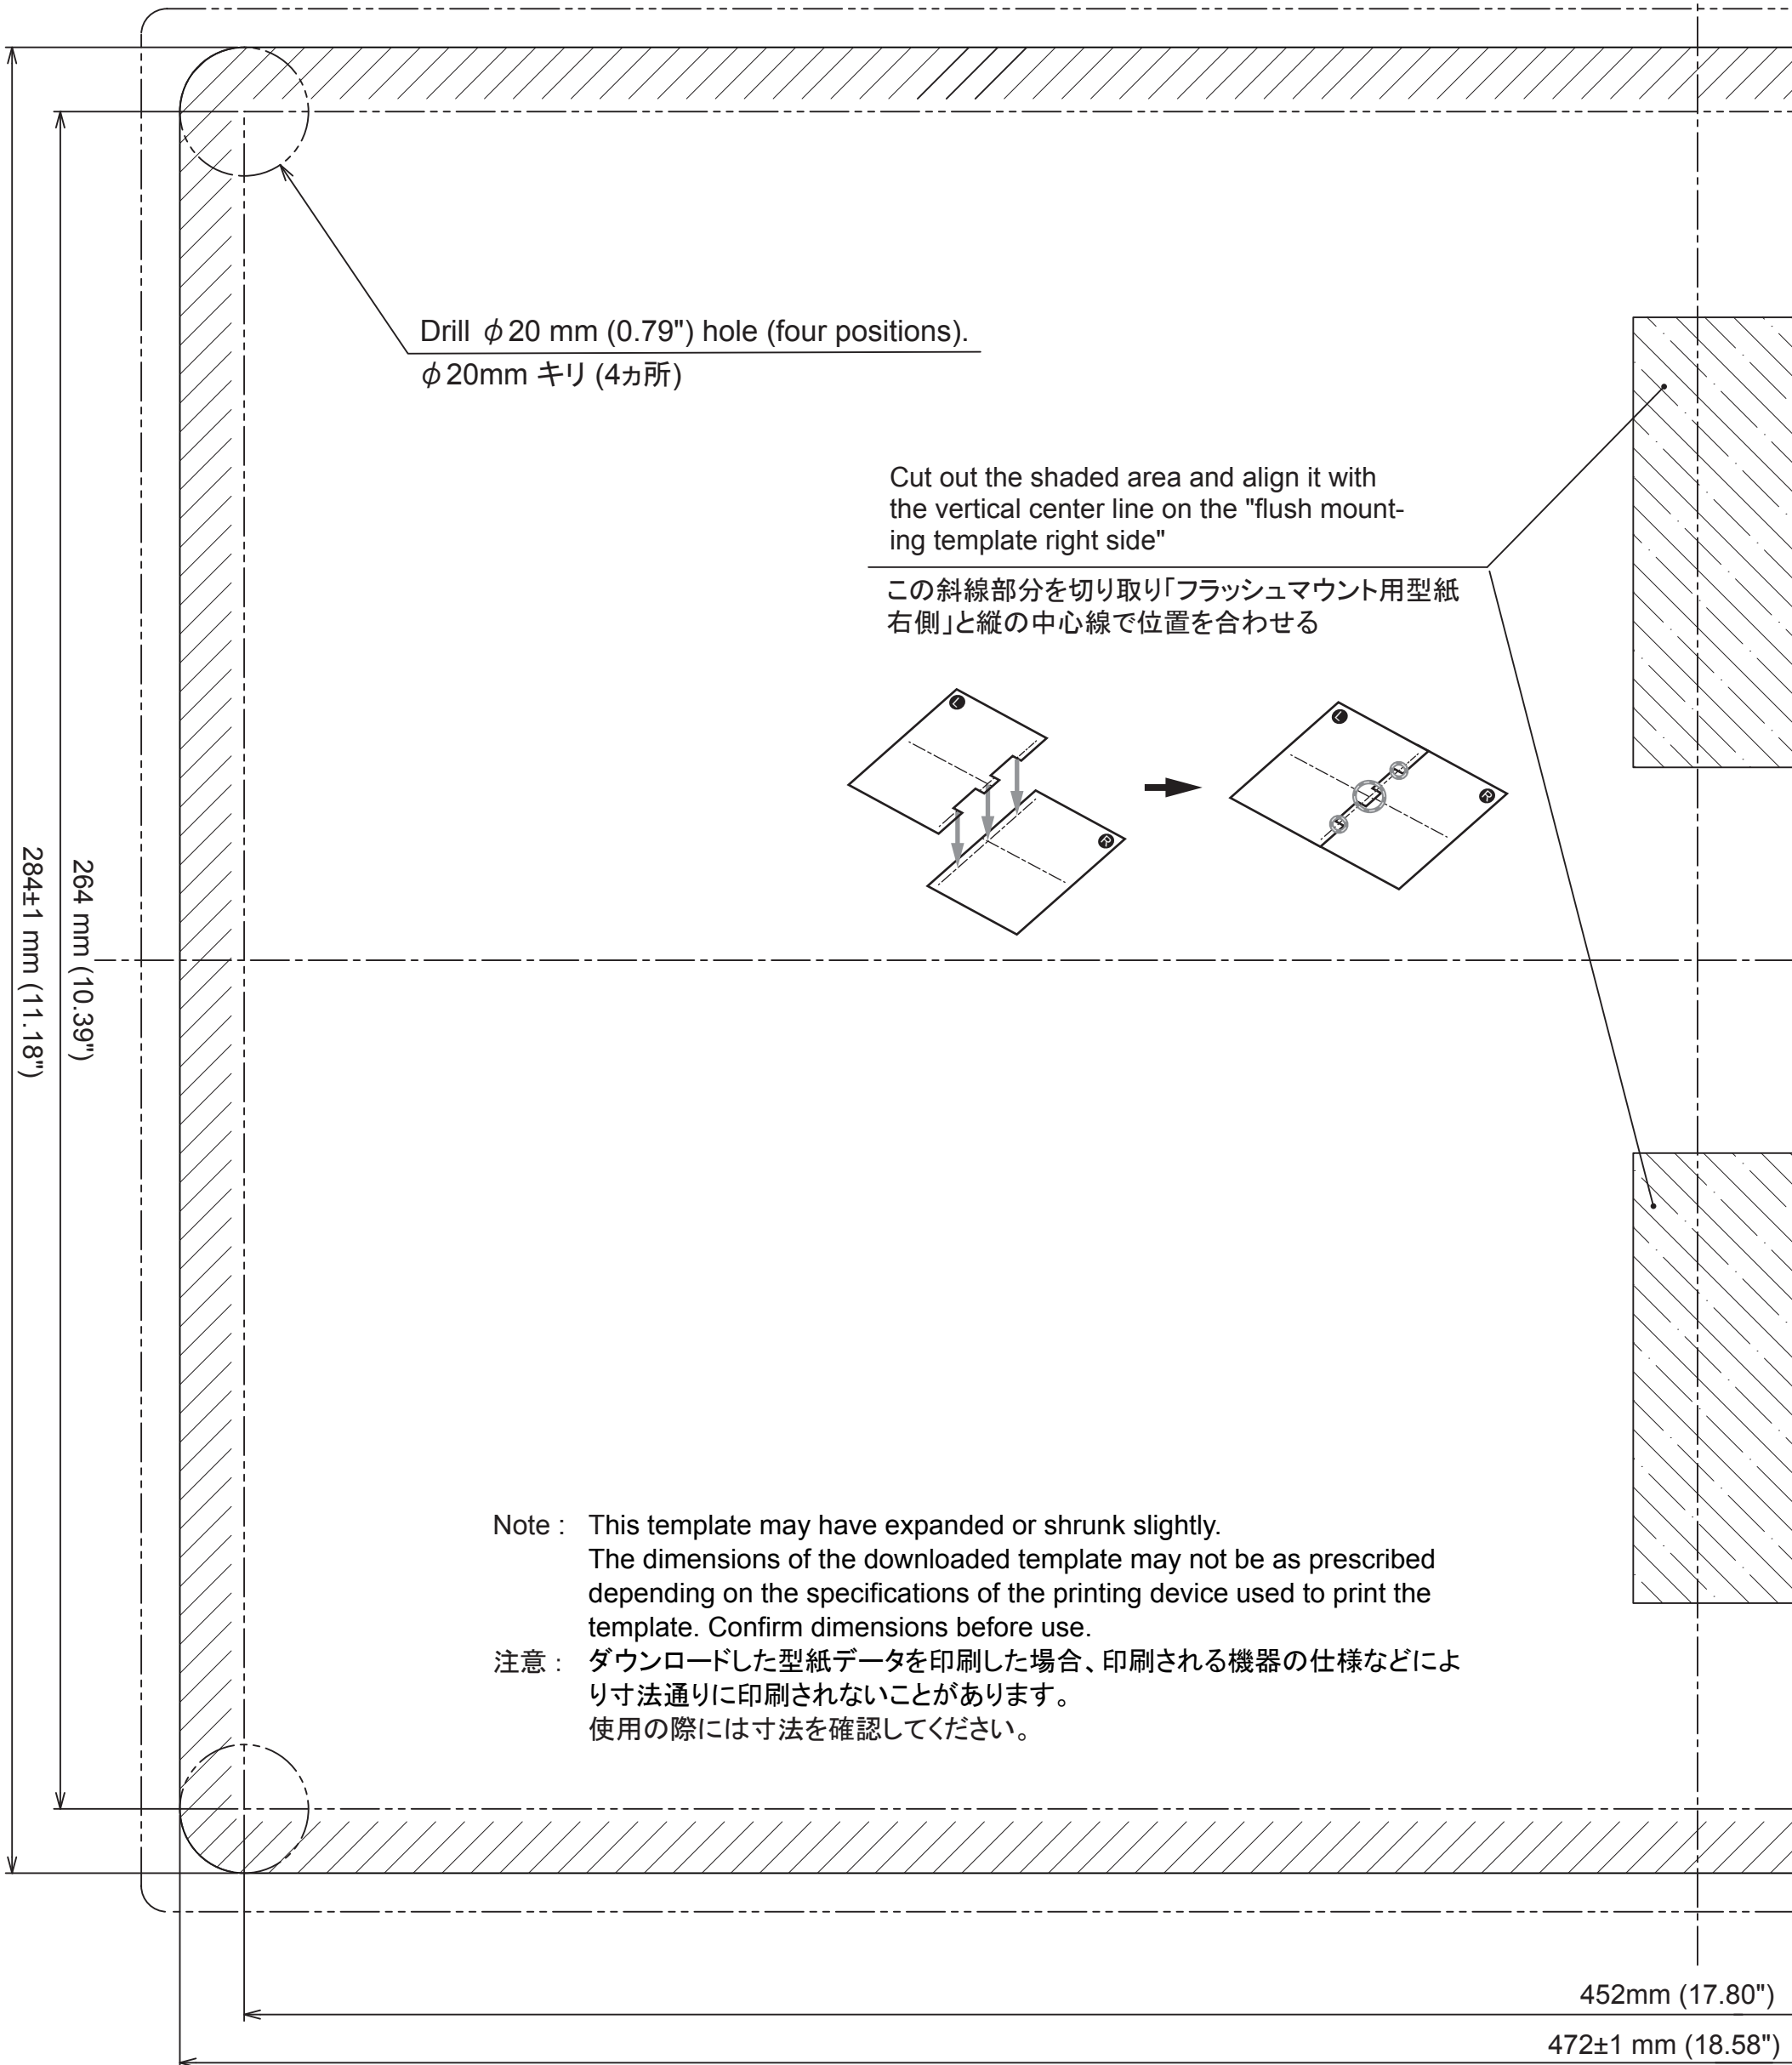 Drill φ20 mm (0.79") hole (four positions).
φ20mm キリ (4ヵ所)
Cut out the shaded area and align it with
the vertical center line on the "flush mount-
ing template right side"
この斜線部分を切り取り「フラッシュマウント用型紙
右側」と縦の中心線で位置を合わせる
L
R
L
R
264 mm (10.39")
284±1 mm (11.18")
Note : This template may have expanded or shrunk slightly.
The dimensions of the downloaded template may not be as prescribed
depending on the specifications of the printing device used to print the
template. Confirm dimensions before use.
注意 : ダウンロードした型紙データを印刷した場合、印刷される機器の仕様などによ
り寸法通りに印刷されないことがあります。
使用の際には寸法を確認してください。
452mm (17.80")
472±1 mm (18.58")